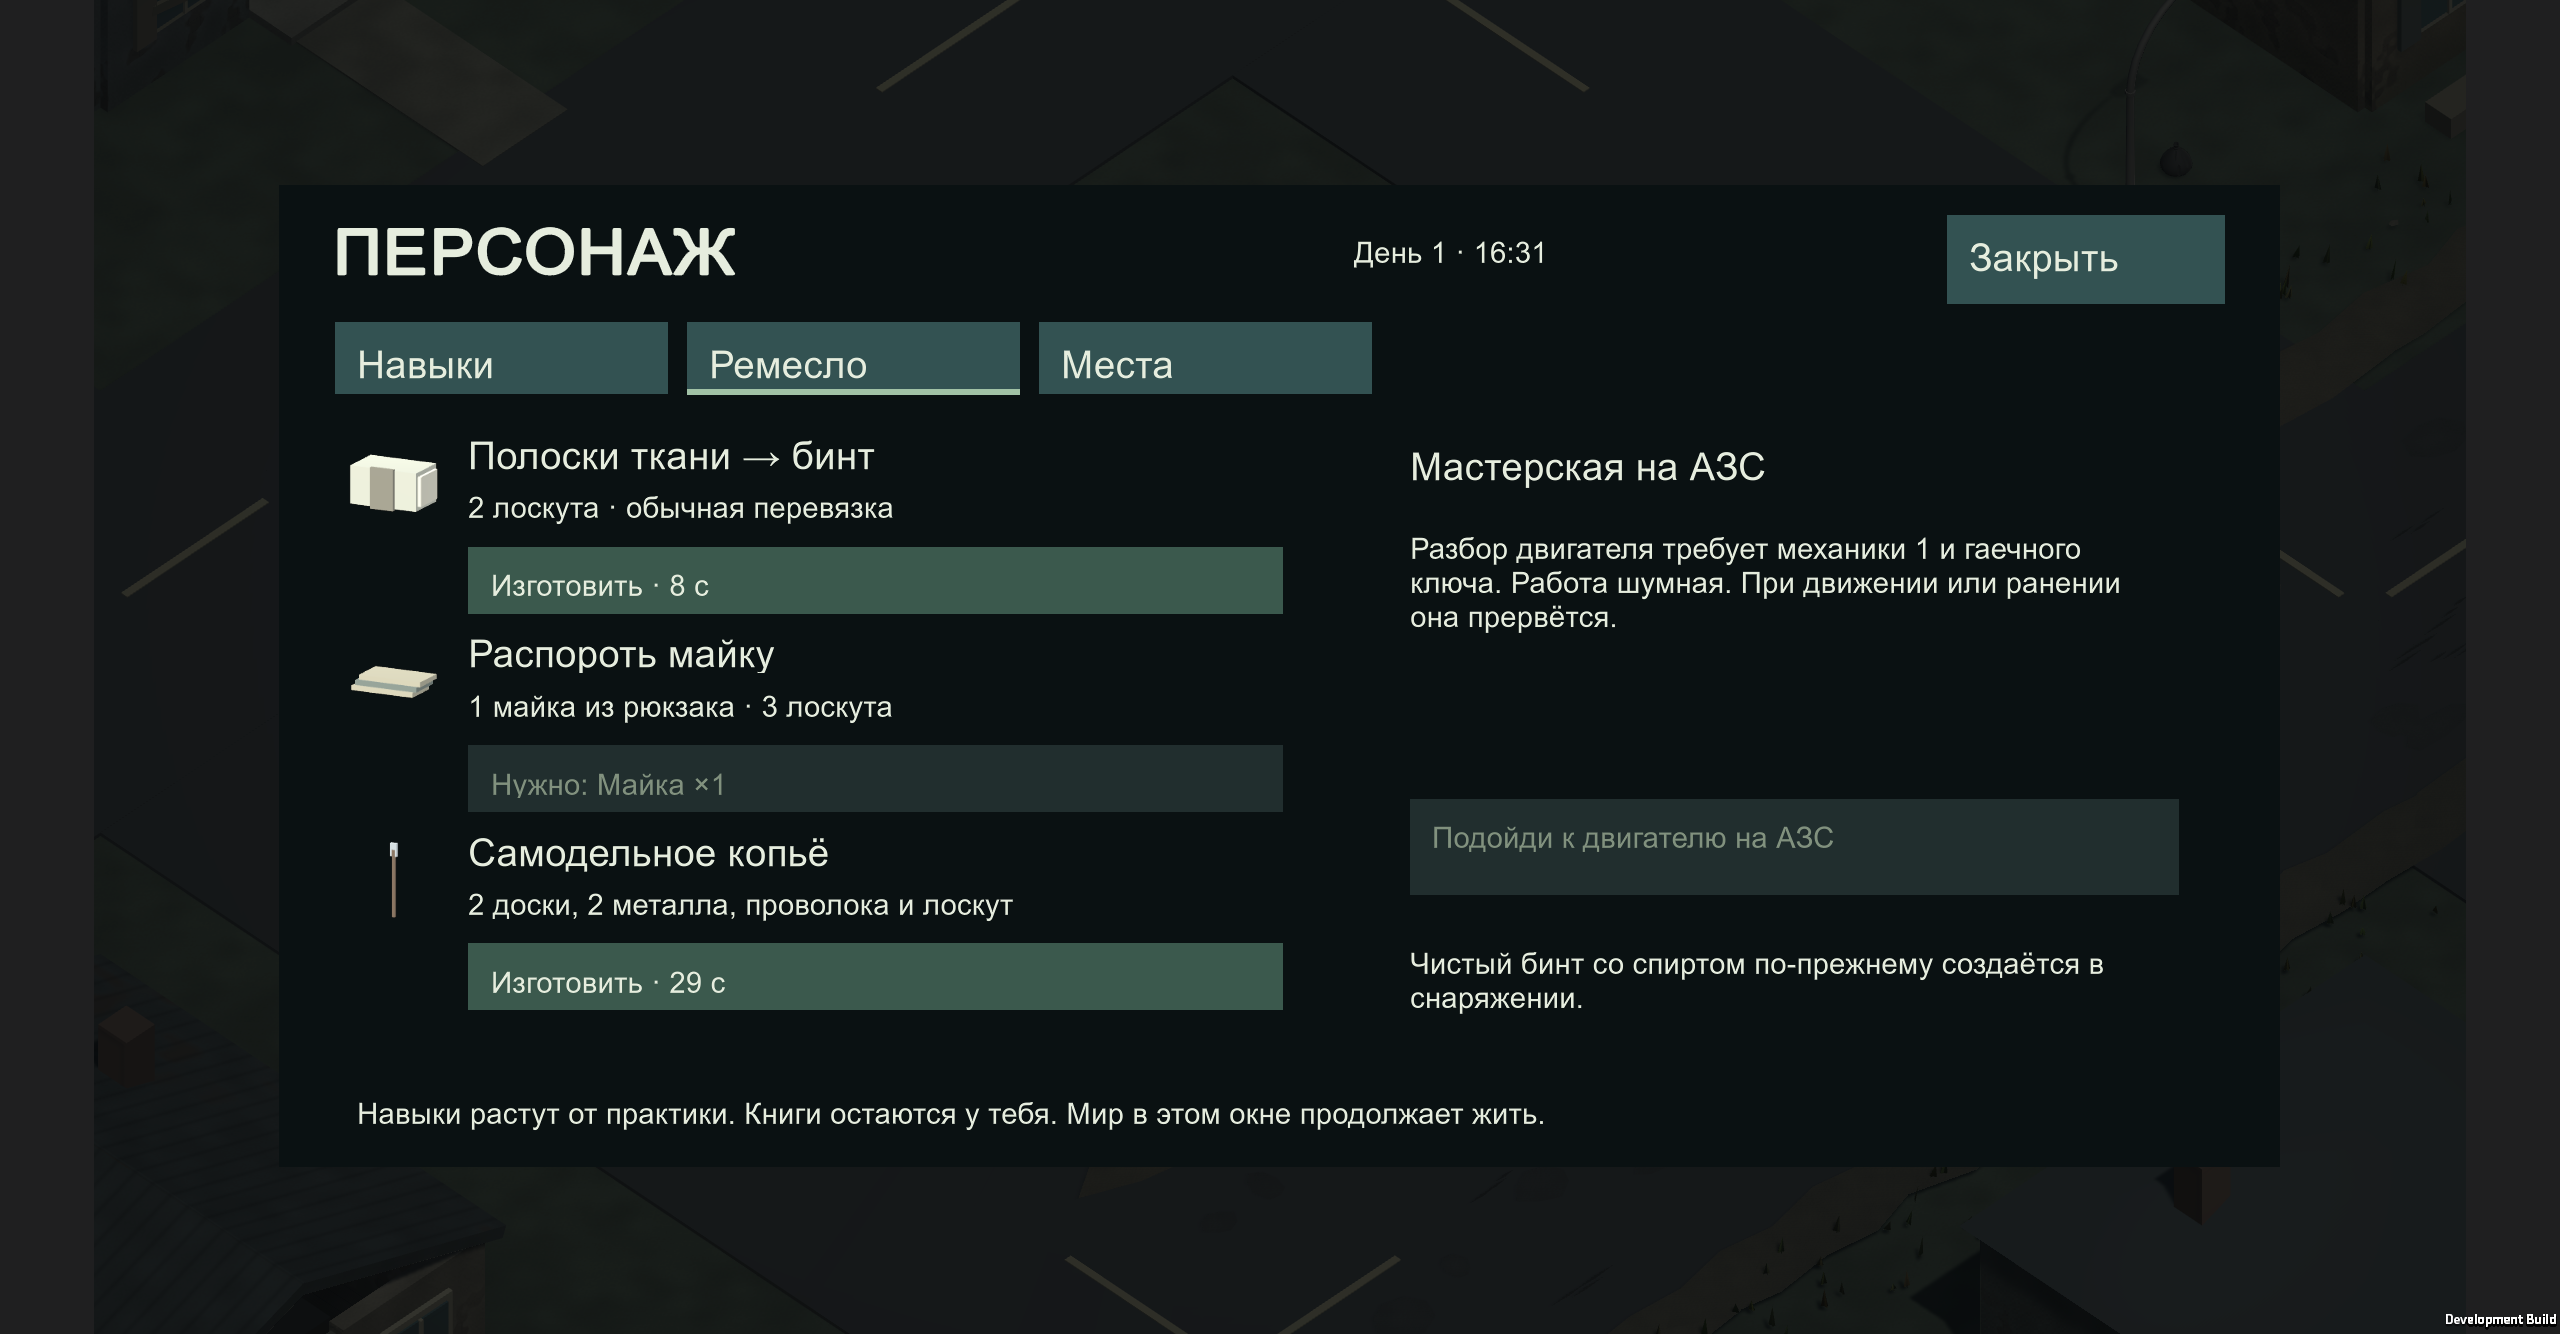 ПЕРСОНАЖ
День 1 · 16:31
Закрыть
Навыки
Ремесло
Места
Полоски ткани → бинт
2 лоскута · обычная перевязка
Изготовить · 8 с
Распороть майку
1 майка из рюкзака · 3 лоскута
Нужно: Майка ×1
Самодельное копьё
2 доски, 2 металла, проволока и лоскут
Изготовить · 29 с
Мастерская на АЗС
Разбор двигателя требует механики 1 и гаечного
ключа. Работа шумная. При движении или ранении
она прервётся.
Подойди к двигателю на АЗС
Чистый бинт со спиртом по-прежнему создаётся в
снаряжении.
Навыки растут от практики. Книги остаются у тебя. Мир в этом окне продолжает жить.
Development Build